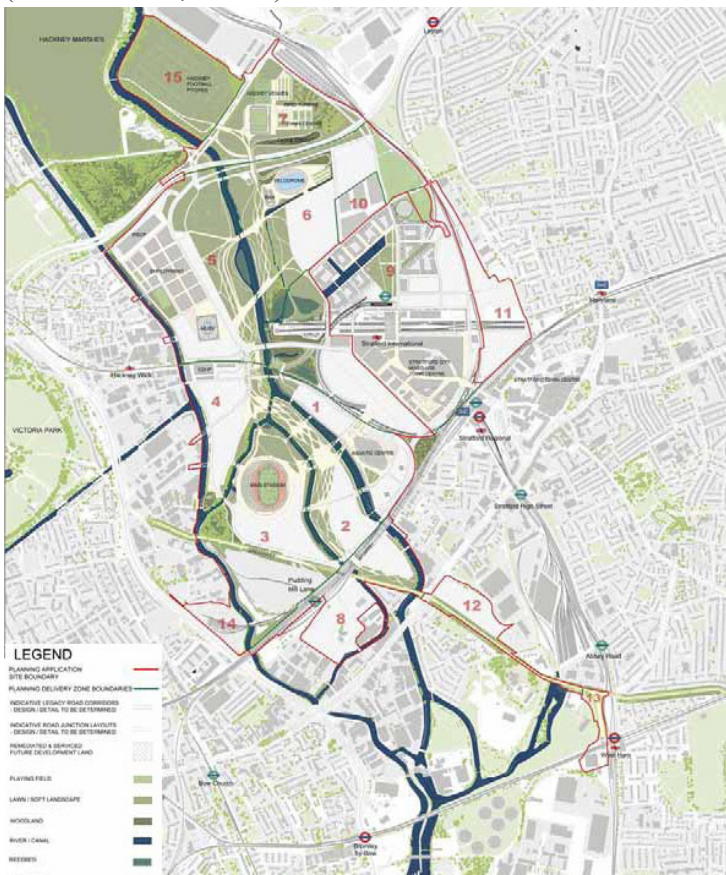 HACKNEY MARSHES
Leyton
15
HACKNEY
FOOTBALL
PITCHES
7
VELODROME
6
10
5
9
11
Stratford International
Hackney Wick
4
1
VICTORIA PARK
STRATFORD TOWN CENTRE
Stratford Regional
AQUATIC CENTRE
MAIN STADIUM
Stratford High Street
2
3
Pudding
Mill Lane
8
12
14
Abbey Road
13
West Ham
Bow Church
Bromley
by Bow
LEGEND
PLANNING APPLICATION
SITE BOUNDARY
PLANNING DELIVERY ZONE BOUNDARIES
INDICATIVE LEGACY ROAD CORRIDORS
- DESIGN / DETAIL TO BE DETERMINED
INDICATIVE ROAD JUNCTION LAYOUTS
- DESIGN / DETAIL TO BE DETERMINED
REMEDIATED & SERVICED
FUTURE DEVELOPMENT LAND
PLAYING FIELD
LAWN / SOFT LANDSCAPE
WOODLAND
RIVER / CANAL
REEDBED